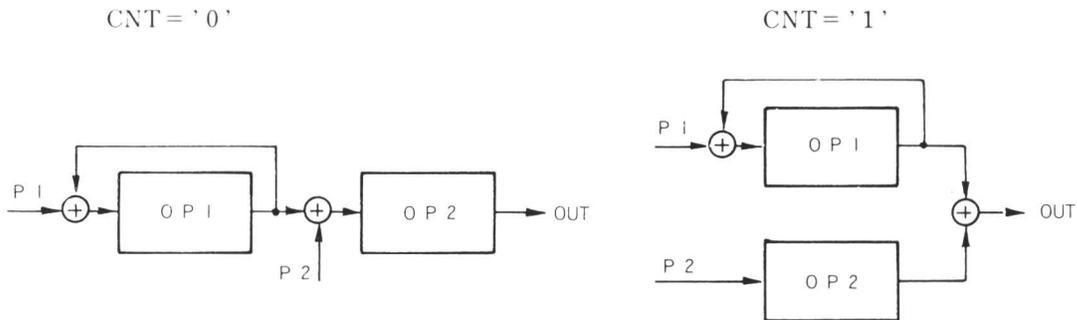 CNT = ' 0 '
P 1
O P 1
P 2
O P 2
OUT
CNT = ' 1 '
P 1
O P 1
P 2
O P 2
OUT